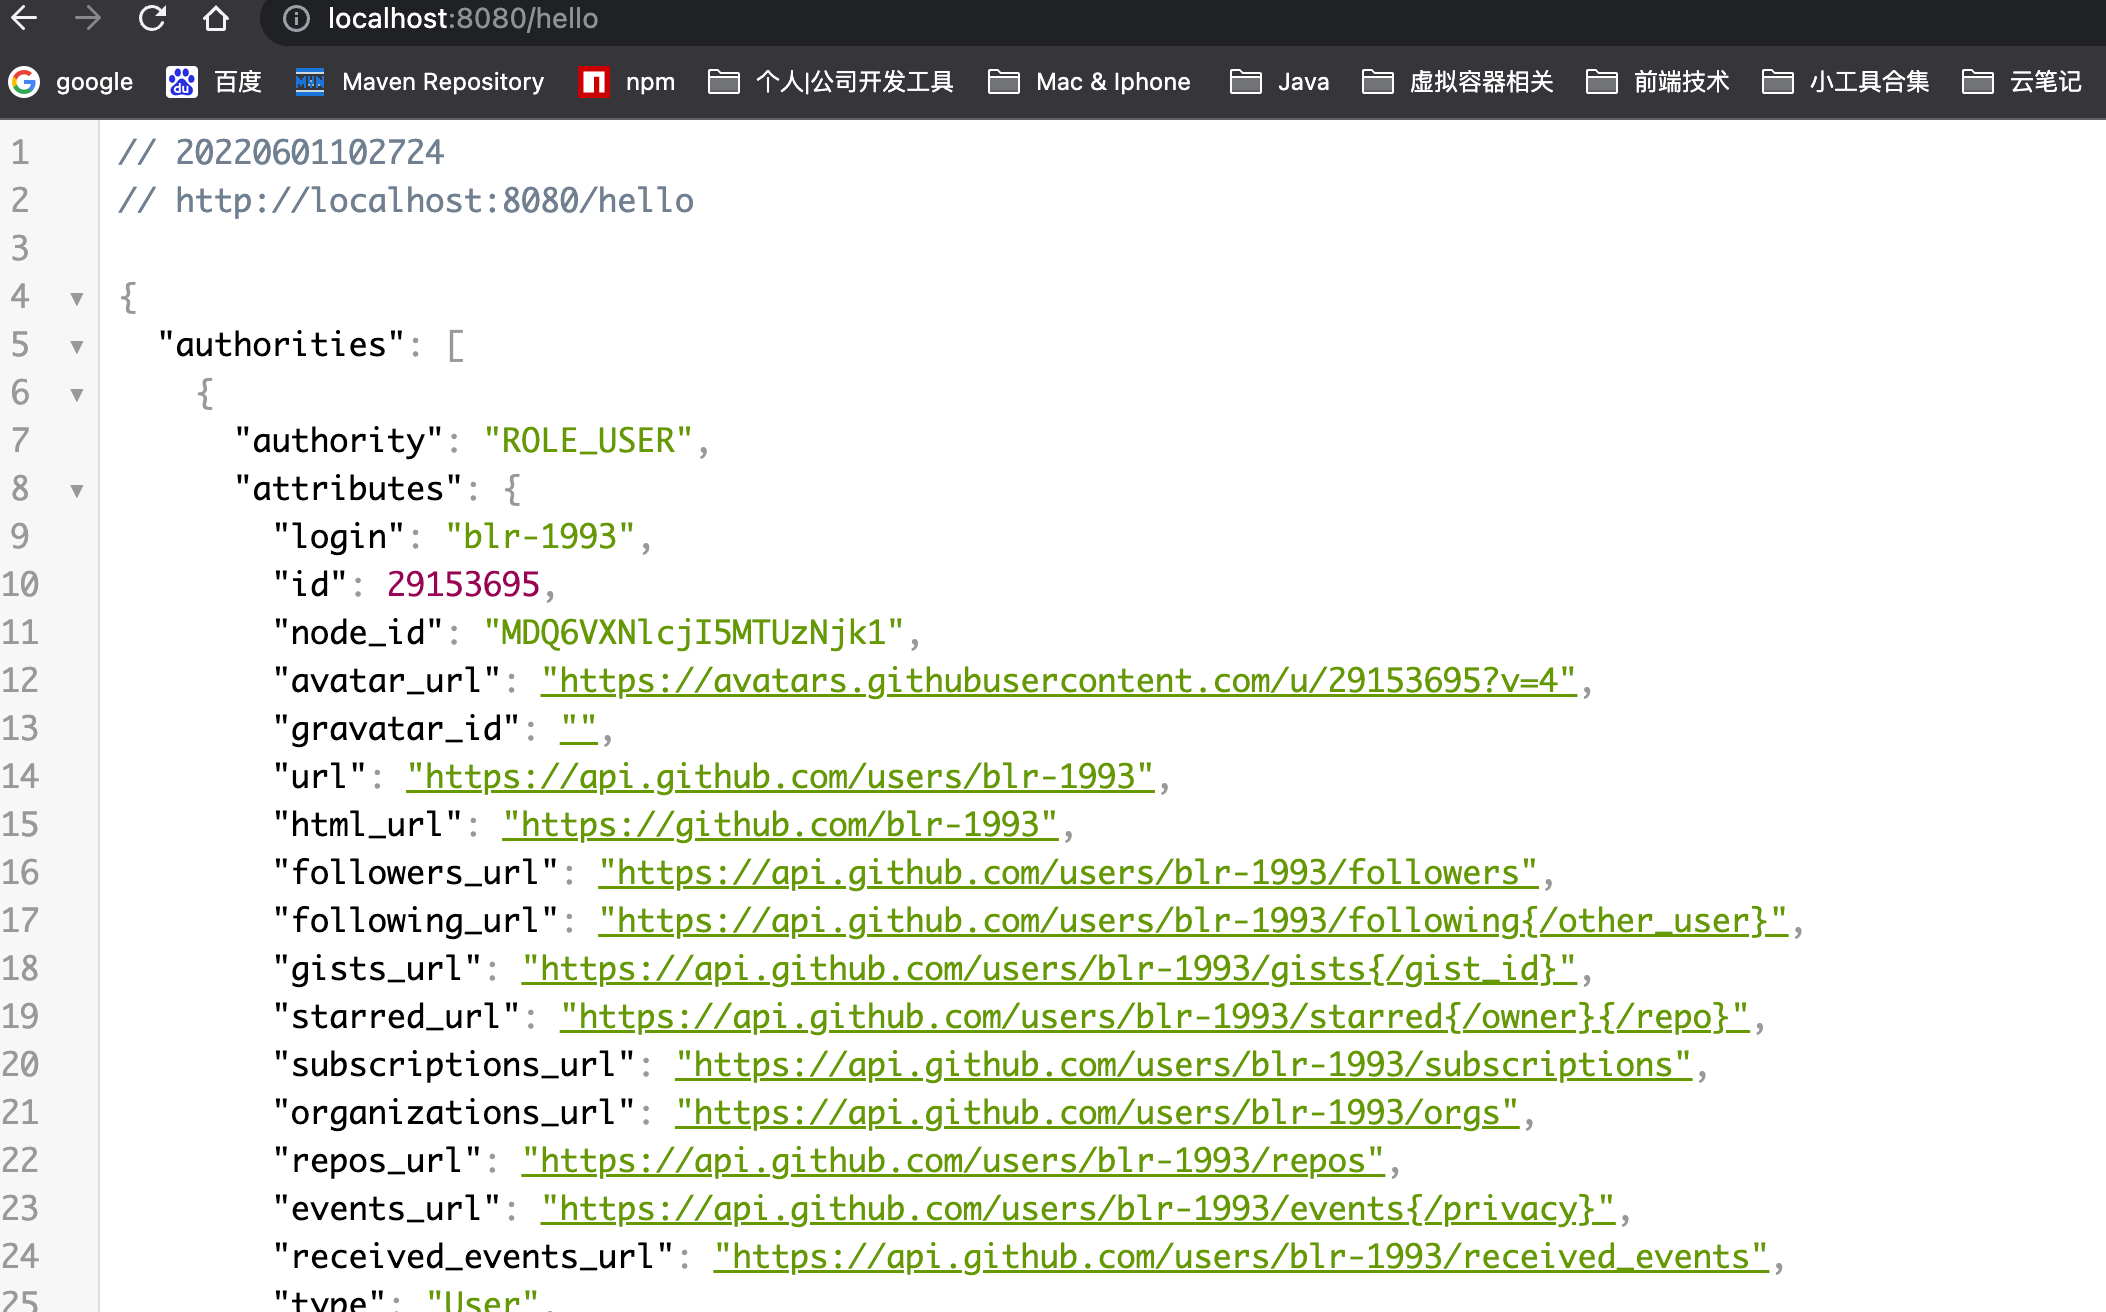 localhost:8080/hello
google 百度 Maven Repository npm 个人|公司开发工具 Mac & Iphone Java 虚拟容器相关 前端技术 小工具合集 云笔记
1 // 20220601102724
2 // http://localhost:8080/hello
3
4 {
5 "authorities": [
6 {
7 "authority": "ROLE_USER",
8 "attributes": {
9 "login": "blr-1993",
10 "id": 29153695,
11 "node_id": "MDQ6VXNlcjI5MTUzNjk1",
12 "avatar_url": "https://avatars.githubusercontent.com/u/29153695?v=4",
13 "gravatar_id": "",
14 "url": "https://api.github.com/users/blr-1993",
15 "html_url": "https://github.com/blr-1993",
16 "followers_url": "https://api.github.com/users/blr-1993/followers",
17 "following_url": "https://api.github.com/users/blr-1993/following{/other_user}",
18 "gists_url": "https://api.github.com/users/blr-1993/gists{/gist_id}",
19 "starred_url": "https://api.github.com/users/blr-1993/starred{/owner}{/repo}",
20 "subscriptions_url": "https://api.github.com/users/blr-1993/subscriptions",
21 "organizations_url": "https://api.github.com/users/blr-1993/orgs",
22 "repos_url": "https://api.github.com/users/blr-1993/repos",
23 "events_url": "https://api.github.com/users/blr-1993/events{/privacy}",
24 "received_events_url": "https://api.github.com/users/blr-1993/received_events",
25 "type": "User",